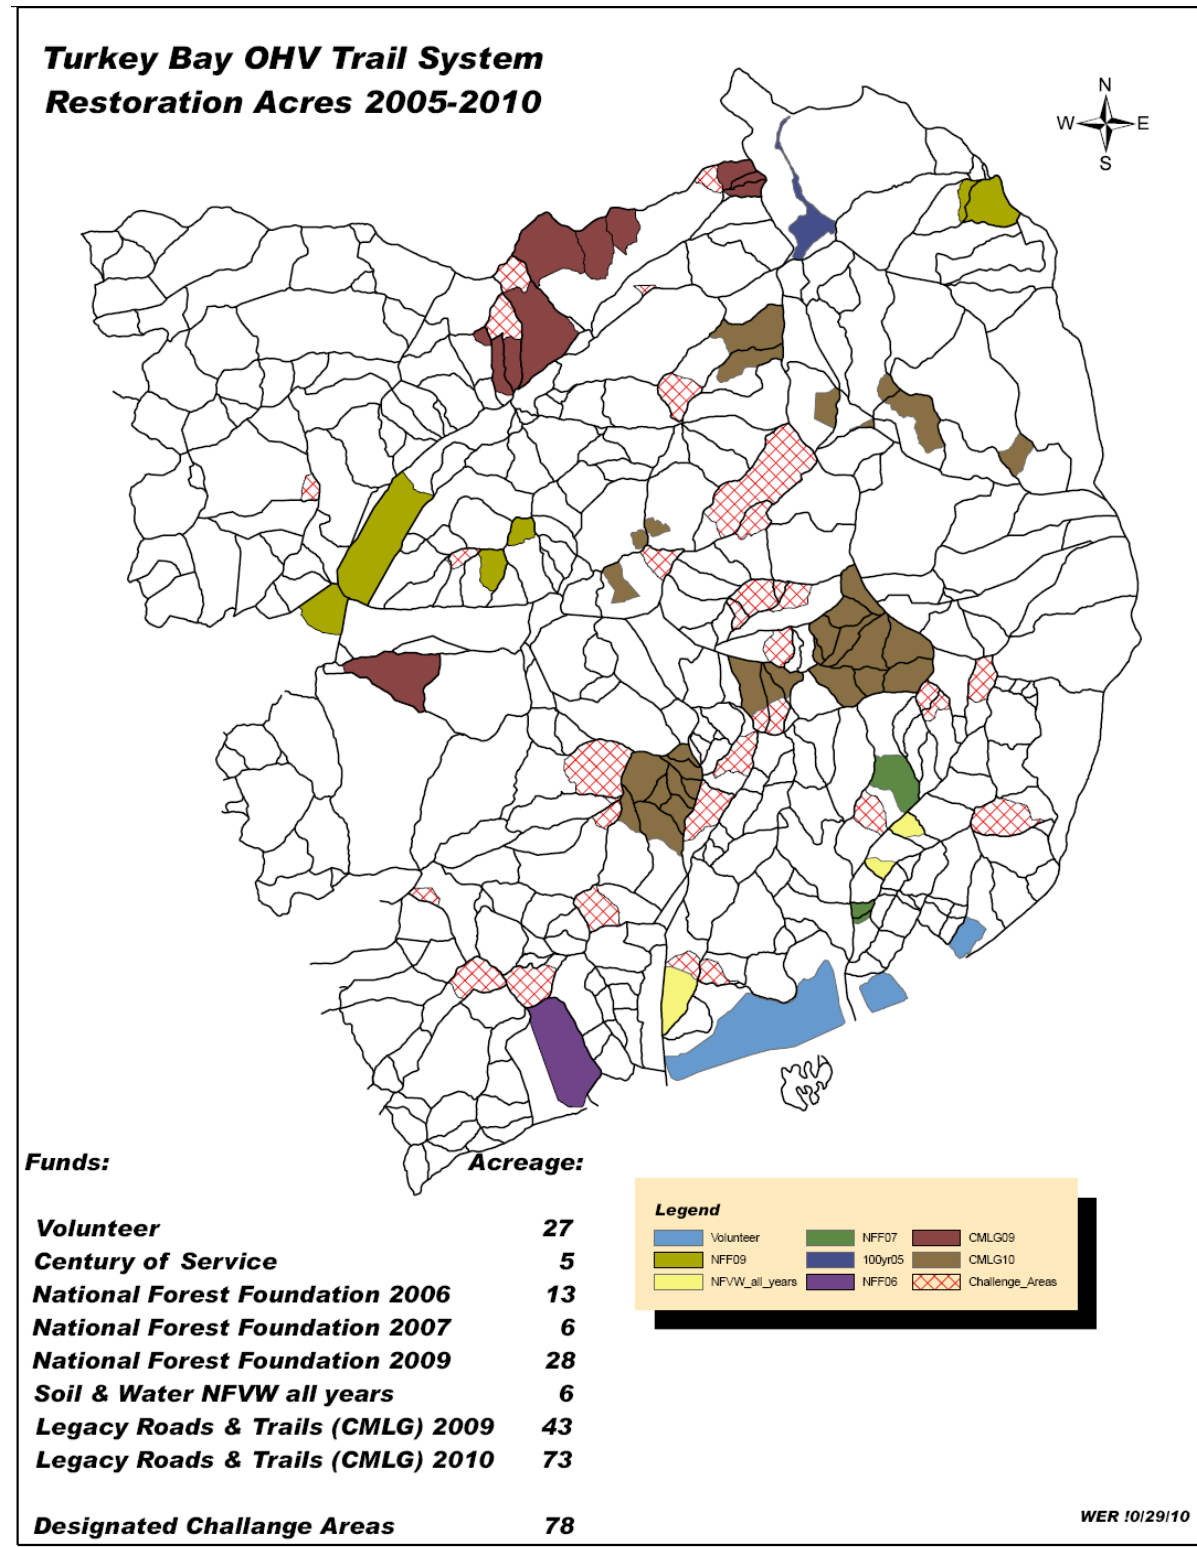 Turkey Bay OHV Trail System
Restoration Acres 2005-2010
N
W E
S
Funds: Acreage:
Volunteer 27
Century of Service 5
National Forest Foundation 2006 13
National Forest Foundation 2007 6
National Forest Foundation 2009 28
Soil & Water NFVW all years 6
Legacy Roads & Trails (CMLG) 2009 43
Legacy Roads & Trails (CMLG) 2010 73
Designated Challange Areas 78
Legend
Volunteer NFF07 CMLG09
NFF09 100yr05 CMLG10
NFVW_all_years NFF06 Challenge_Areas
WER !0/29/10